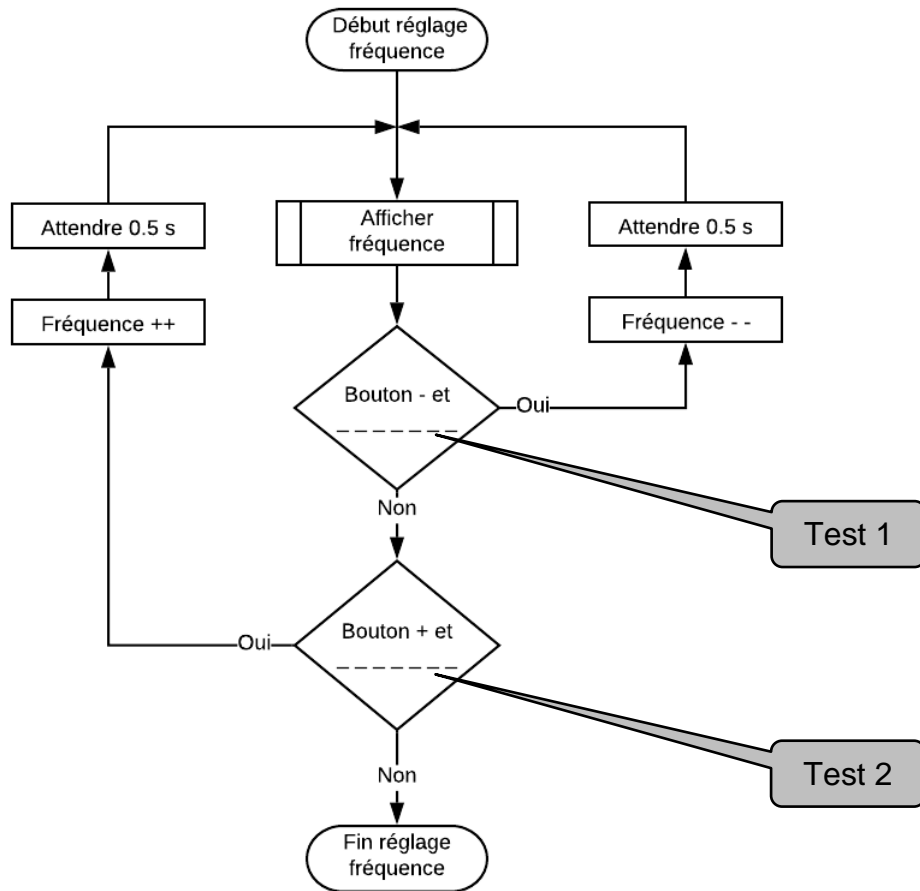 Début réglage
fréquence
Attendre 0.5 s
Afficher
fréquence
Attendre 0.5 s
Fréquence ++
Fréquence - -
Bouton - et
_ _ _ _ _ _ _
Oui
Non
Test 1
Bouton + et
_ _ _ _ _ _ _
Oui
Test 2
Non
Fin réglage
fréquence